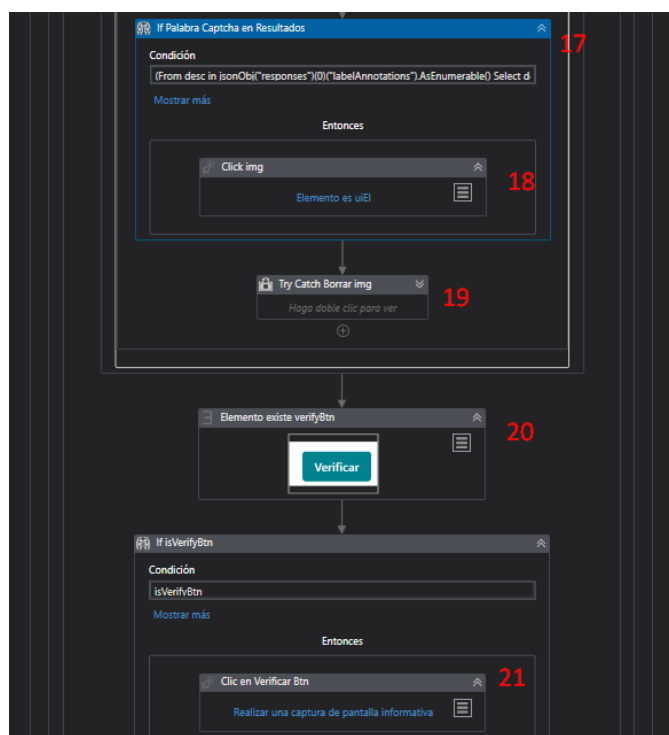 If Palabra Captcha en Resultados
17
Condición
(From desc in jsonObj("responses")(0)("labelAnnotations").AsEnumerable() Select d
Mostrar más
Entonces
Click img
18
Elemento es uiEl
Try Catch Borrar img
19
Haga doble clic para ver
Elemento existe verifyBtn
20
Verificar
If isVerifyBtn
Condición
isVerifyBtn
Mostrar más
Entonces
Clic en Verificar Btn
21
Realizar una captura de pantalla informativa